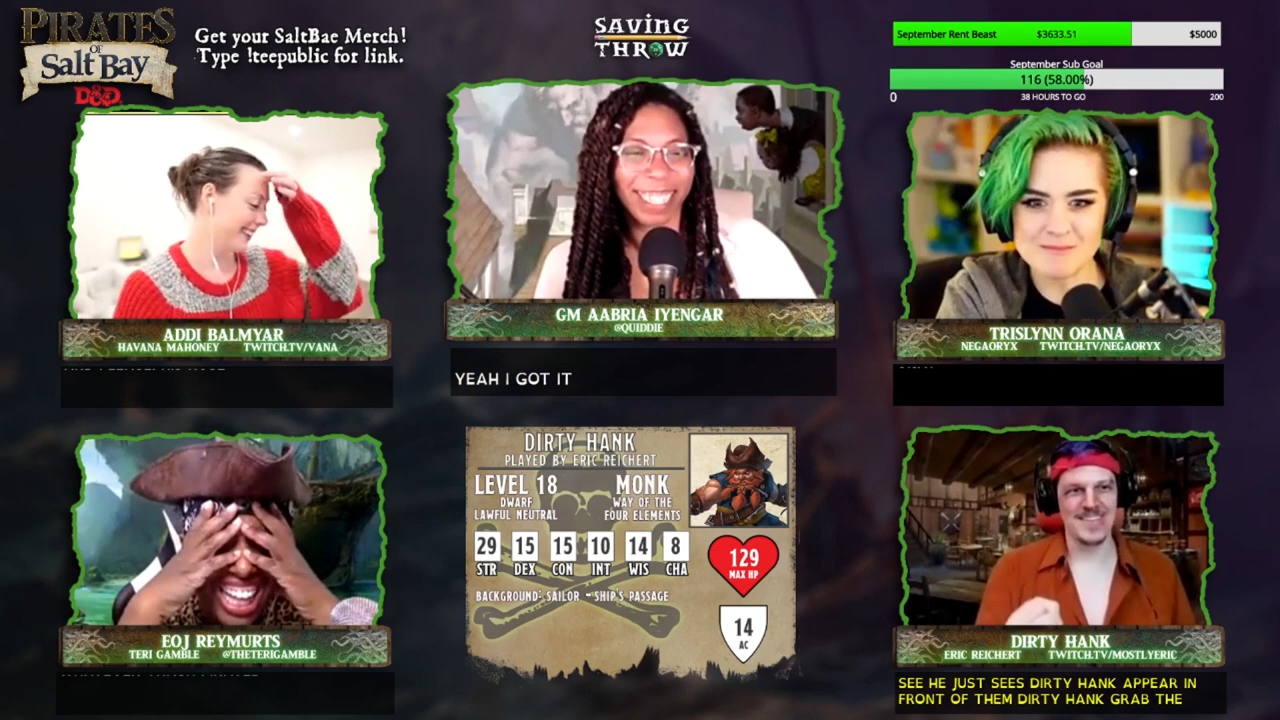 PIRATES
OF
Salt Bay
D&D
Get your SaltBae Merch!
Type !teepublic for link.
SAVING
THROW
September Rent Beast $3633.51 $5000
September Sub Goal
116 (58.00%)
0 38 HOURS TO GO 200
ADDI BALMYAR
HAVANA MAHONEY TWITCH.TV/VANA
GM AABRIA IYENGAR
@QUIDDIE
TRISLYNN ORANA
NEGAORYX TWITCH.TV/NEGAORYX
YEAH I GOT IT
DIRTY HANK
PLAYED BY ERIC REICHERT
LEVEL 18 MONK
DWARF WAY OF THE
LAWFUL NEUTRAL FOUR ELEMENTS
29 15 15 10 14 8
STR DEX CON INT WIS CHA
129
MAX HP
BACKGROUND: SAILOR - SHIP'S PASSAGE
14
AC
EOJ REYMURTS
TERI GAMBLE @THETERIGAMBLE
DIRTY HANK
ERIC REICHERT TWITCH.TV/MOSTLYERIC
SEE HE JUST SEES DIRTY HANK APPEAR IN
FRONT OF THEM DIRTY HANK GRAB THE